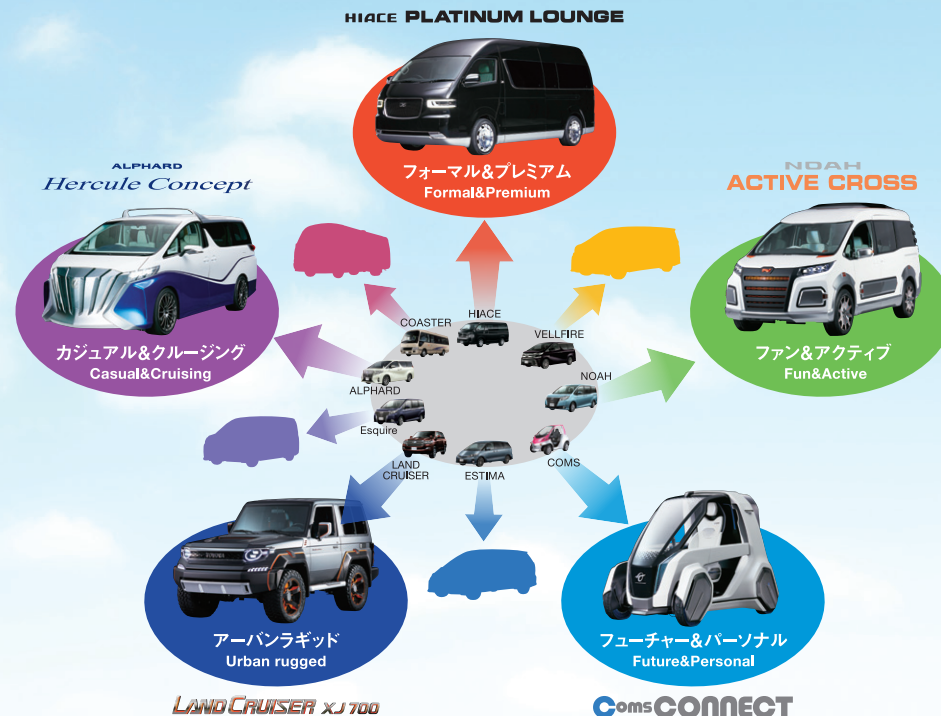 HIACE PLATINUM LOUNGE
フォーマル&プレミアム
Formal&Premium
ALPHARD
Hercule Concept
カジュアル&クルージング
Casual&Cruising
NOAH
ACTIVE CROSS
ファン&アクティブ
Fun&Active
COASTER
HIACE
VELLFIRE
ALPHARD
NOAH
Esquire
LAND
CRUISER
ESTIMA
COMS
アーバンラギッド
Urban rugged
LAND CRUISER XJ700
フューチャー&パーソナル
Future&Personal
Coms CONNECT